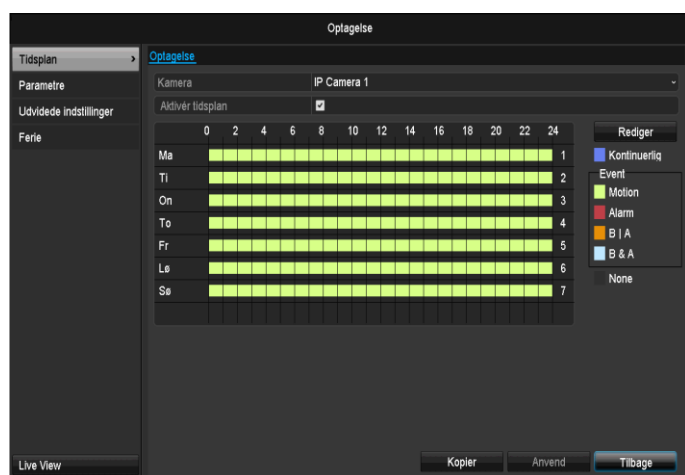 Optagelse
Tidsplan ›
Parametre
Udvidede indstillinger
Ferie
Live View
Optagelse
Kamera IP Camera 1
Aktivér tidsplan
0 2 4 6 8 10 12 14 16 18 20 22 24
Ma 1
Ti 2
On 3
To 4
Fr 5
Lø 6
Sø 7
Rediger
Kontinuerlig
Event
Motion
Alarm
B | A
B & A
None
Kopier Anvend Tilbage